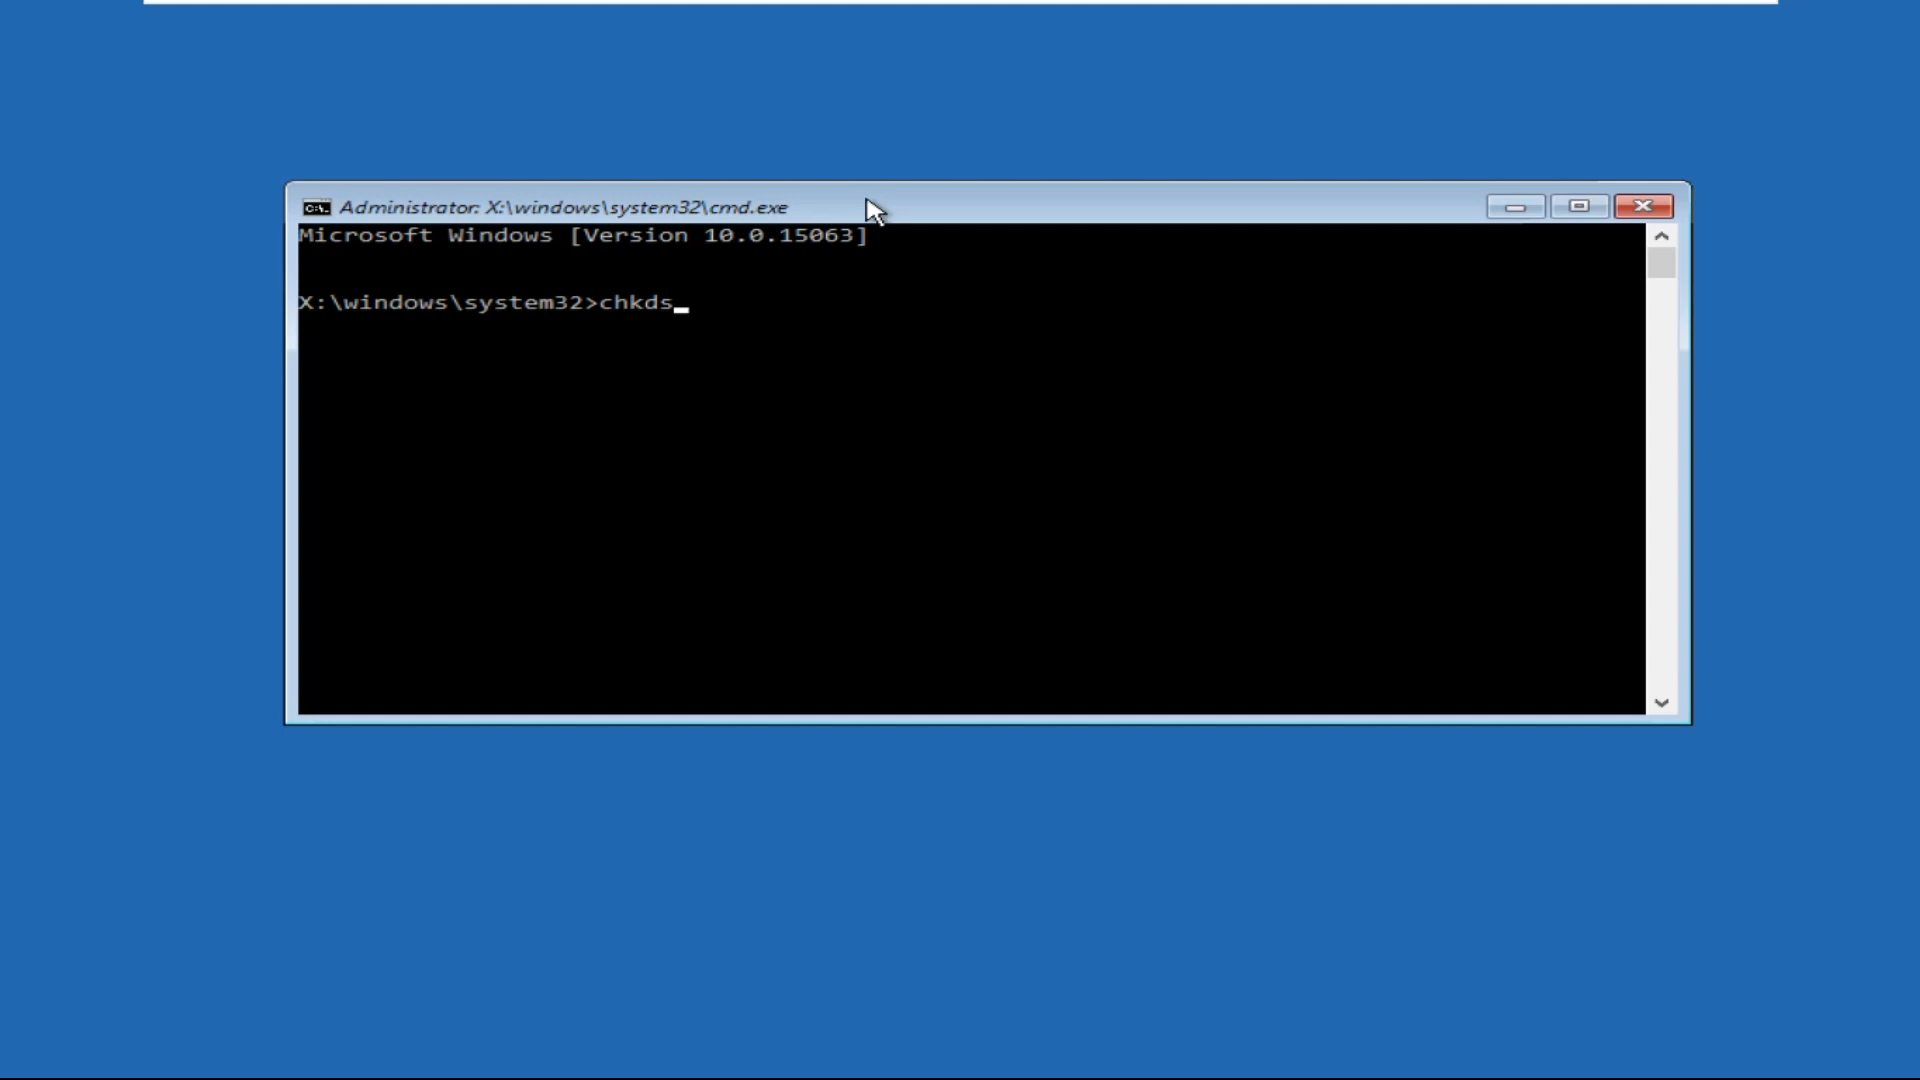 Administrator: X:\windows\system32\cmd.exe
Microsoft Windows [Version 10.0.15063]
X:\windows\system32>chkds